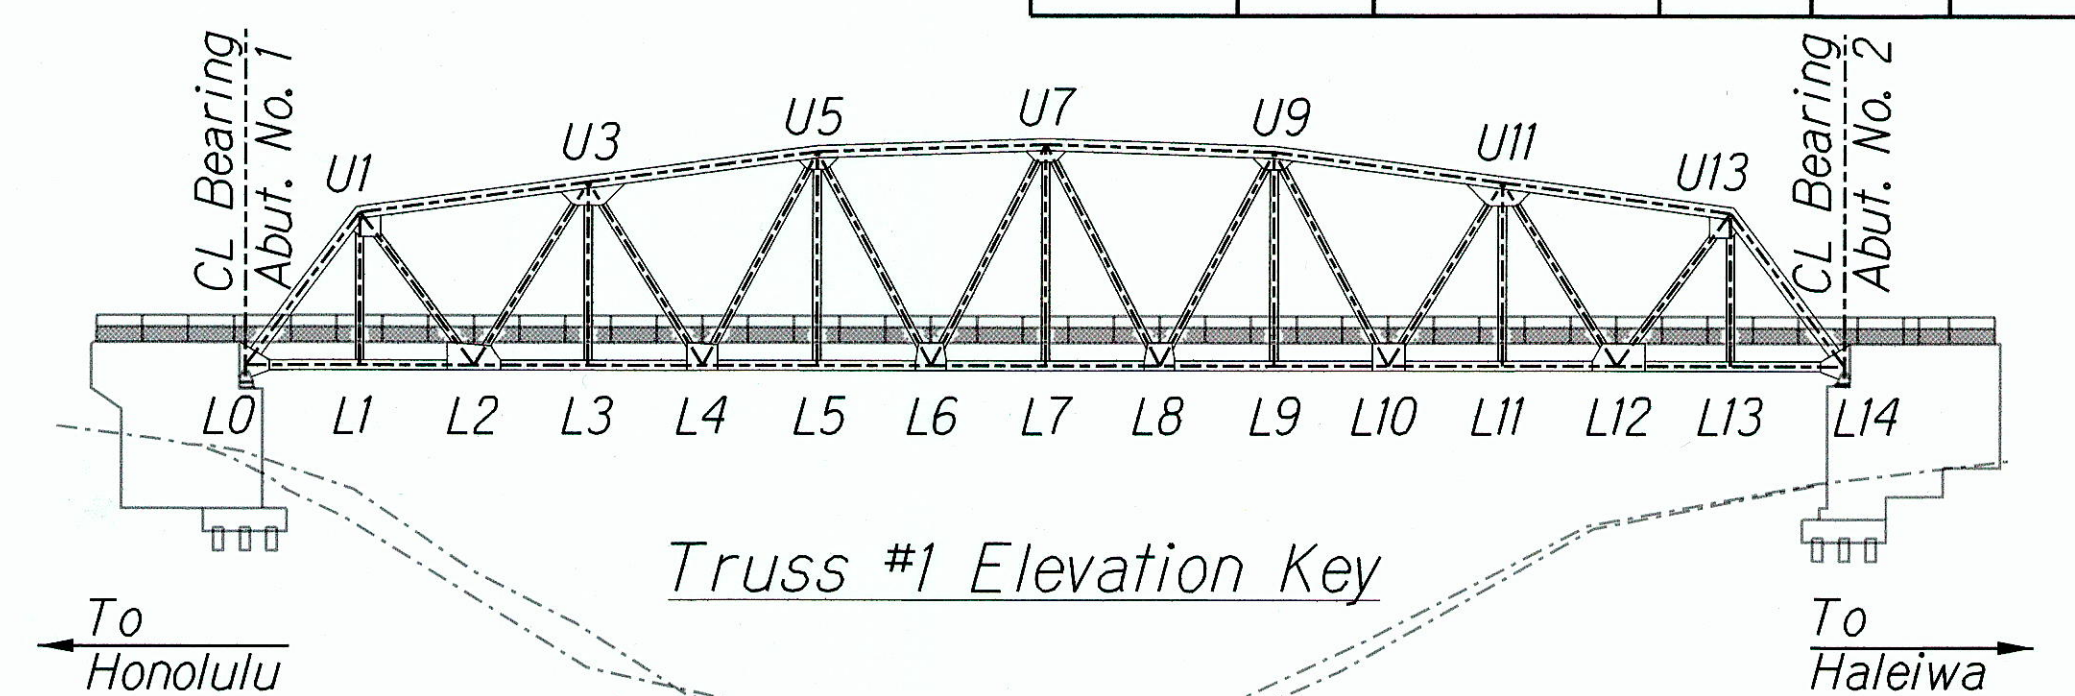 CL Bearing
Abut. No. 1
U1
U3
U5
U7
U9
U11
U13
CL Bearing
Abut. No. 2
L0
L1
L2
L3
L4
L5
L6
L7
L8
L9
L10
L11
L12
L13
L14
Truss #1 Elevation Key
To
Honolulu
To
Haleiwa